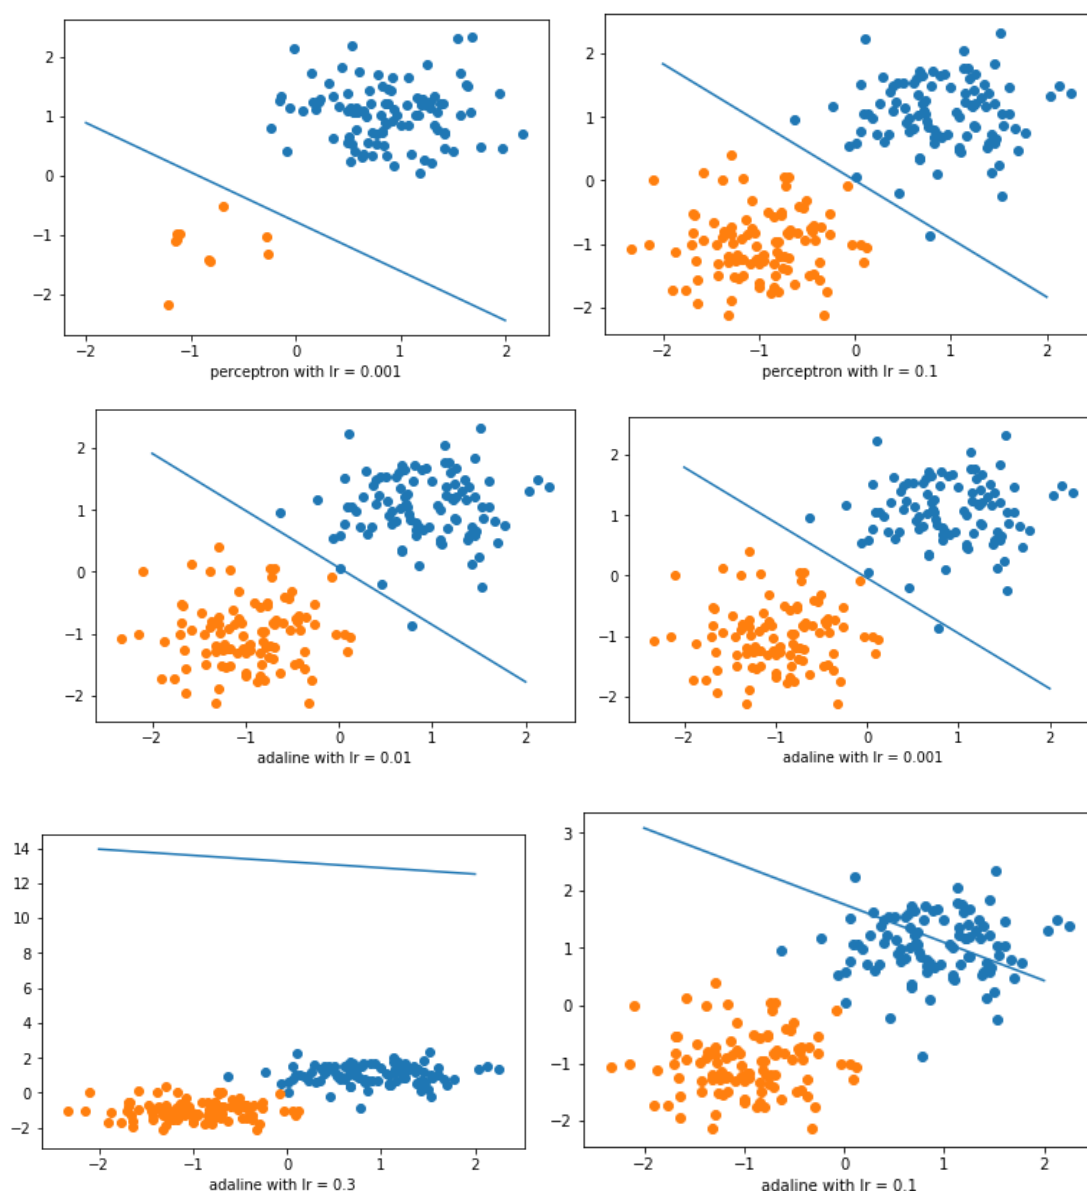 2
1
0
−1
−2
−2 −1 0 1 2
perceptron with lr = 0.001
2
1
0
−1
−2
−2 −1 0 1 2
perceptron with lr = 0.1
2
1
0
−1
−2
−2 −1 0 1 2
adaline with lr = 0.01
2
1
0
−1
−2
−2 −1 0 1 2
adaline with lr = 0.001
14
12
10
8
6
4
2
0
−2
−2 −1 0 1 2
adaline with lr = 0.3
3
2
1
0
−1
−2
−2 −1 0 1 2
adaline with lr = 0.1